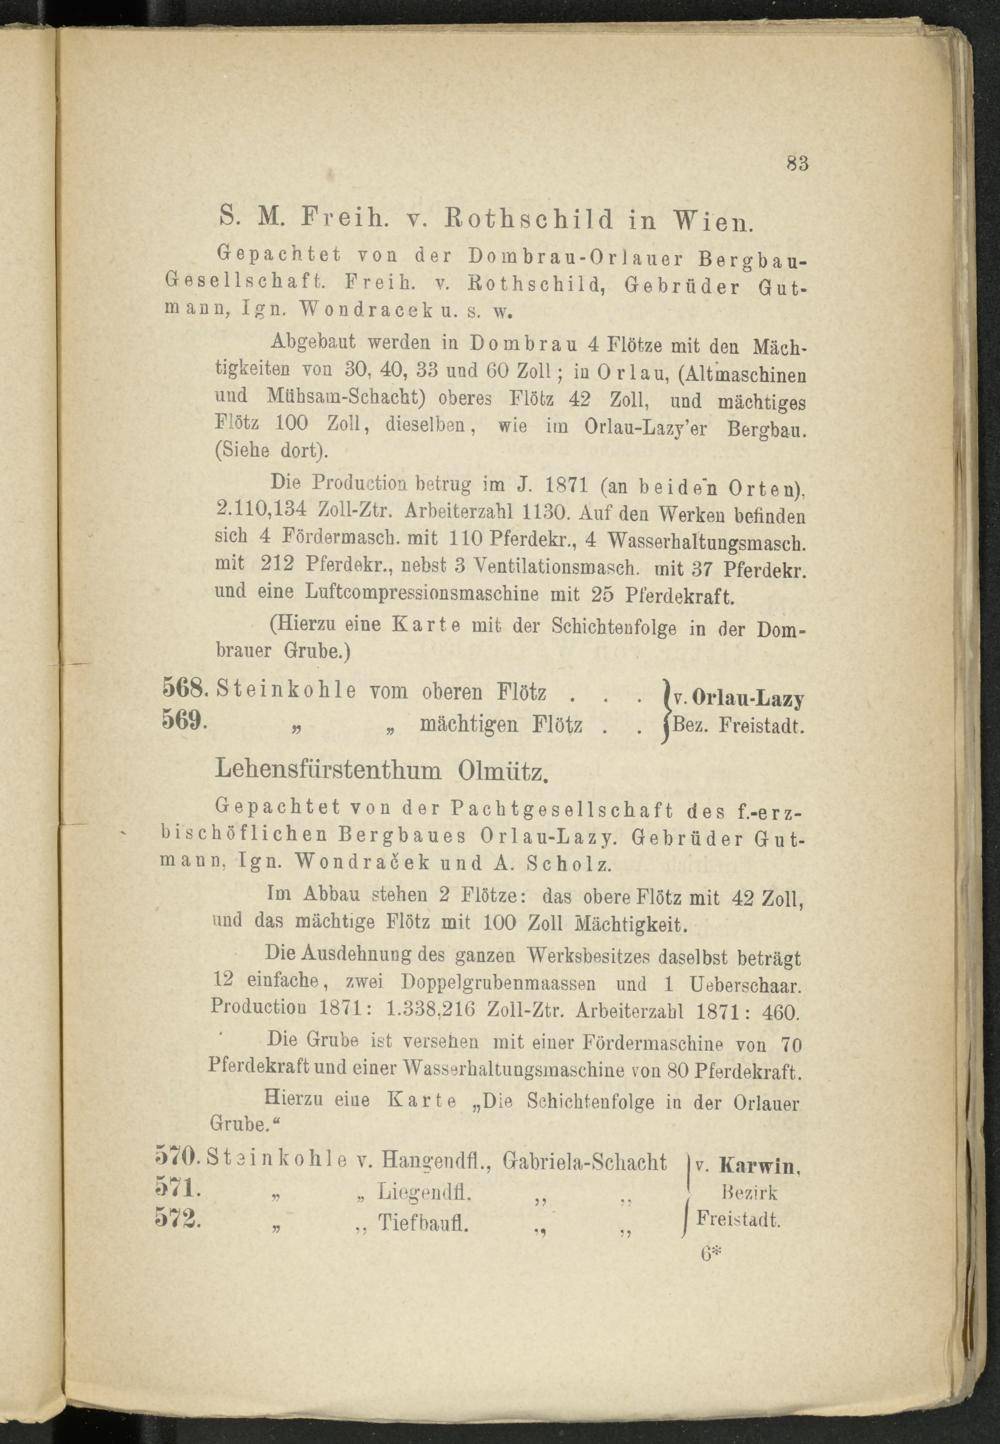 83
S. M. Freih. v. Rothschild in Wien.
Gepachtet von der Dombrau-Orlauer Bergbau-
Gesellschaft. Freih. v. Rothschild, Gebrüder Gut-
mann, Ign. Wondracek u. s. w.
Abgebaut werden in Dombrau 4 Flötze mit den Mäch-
tigkeiten von 30, 40, 33 und 60 Zoll; in Orlau, (Altmaschinen
und Mühsam-Schacht) oberes Flötz 42 Zoll, und mächtiges
Flötz 100 Zoll, dieselben, wie im Orlau-Lazy'er Bergbau.
(Siehe dort).
Die Production betrug im J. 1871 (an beiden Orten),
2.110,134 Zoll-Ztr. Arbeiterzahl 1130. Auf den Werken befinden
sich 4 Fördermasch. mit 110 Pferdekr., 4 Wasserhaltungsmasch.
mit 212 Pferdekr., nebst 3 Ventilationsmasch. mit 37 Pferdekr.
und eine Luftcompressionsmaschine mit 25 Pferdekraft.
(Hierzu eine Karte mit der Schichtenfolge in der Dom-
brauer Grube.)
568. Steinkohle vom oberen Flötz . . . } v. Orlau-Lazy
569. „ „ mächtigen Flötz . . } Bez. Freistadt.
Lehensfürstenthum Olmütz.
Gepachtet von der Pachtgesellschaft des f.-erz-
bischöflichen Bergbaues Orlau-Lazy. Gebrüder Gut-
mann, Ign. Wondraček und A. Scholz.
Im Abbau stehen 2 Flötze: das obere Flötz mit 42 Zoll,
und das mächtige Flötz mit 100 Zoll Mächtigkeit.
Die Ausdehnung des ganzen Werksbesitzes daselbst beträgt
12 einfache, zwei Doppelgrubenmaassen und 1 Ueberschaar.
Production 1871: 1.338,216 Zoll-Ztr. Arbeiterzahl 1871: 460.
Die Grube ist versehen mit einer Fördermaschine von 70
Pferdekraft und einer Wasserhaltungsmaschine von 80 Pferdekraft.
Hierzu eine Karte „Die Schichtenfolge in der Orlauer
Grube."
570. Steinkohle v. Hangendfl., Gabriela-Schacht } v. Karwin,
571. „ „ Liegendfl. „ „ } Bezirk
572. „ „ Tiefbaufl. „ „ } Freistadt.
6*